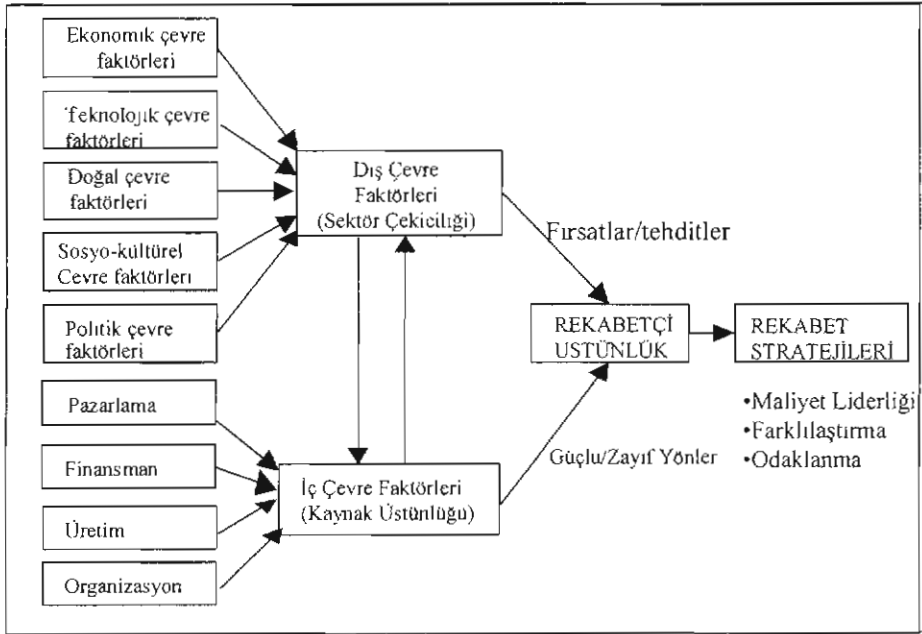 Ekonomik çevre
faktörleri
Teknolojik çevre
faktörleri
Doğal çevre
faktörleri
Sosyo-kültürel
Cevre faktörleri
Politik çevre
faktörleri
Pazarlama
Finansman
Üretim
Organizasyon
Dış Çevre
Faktörleri
(Sektör Çekiciliği)
İç Çevre Faktörleri
(Kaynak Üstünlüğü)
Fırsatlar/tehditler
Güçlu/Zayıf Yönler
REKABETÇİ
USTÜNLÜK
REKABET
STRATEJİLERİ
•Maliyet Liderliği
•Farklılaştırma
•Odaklanma